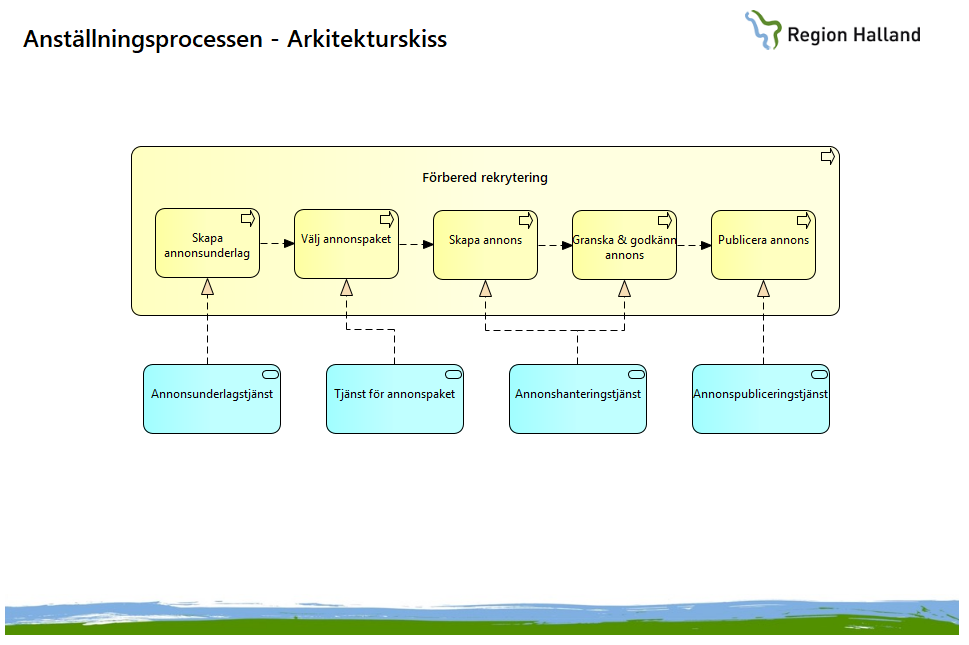 Anställningsprocessen - Arkitekturskiss
Region Halland
Förbered rekrytering
Skapa
annonsunderlag
Välj annonspaket
Skapa annons
Granska & godkänn
annons
Publicera annons
Annonsunderlagstjänst
Tjänst för annonspaket
Annonshanteringstjänst
Annonspubliceringstjänst